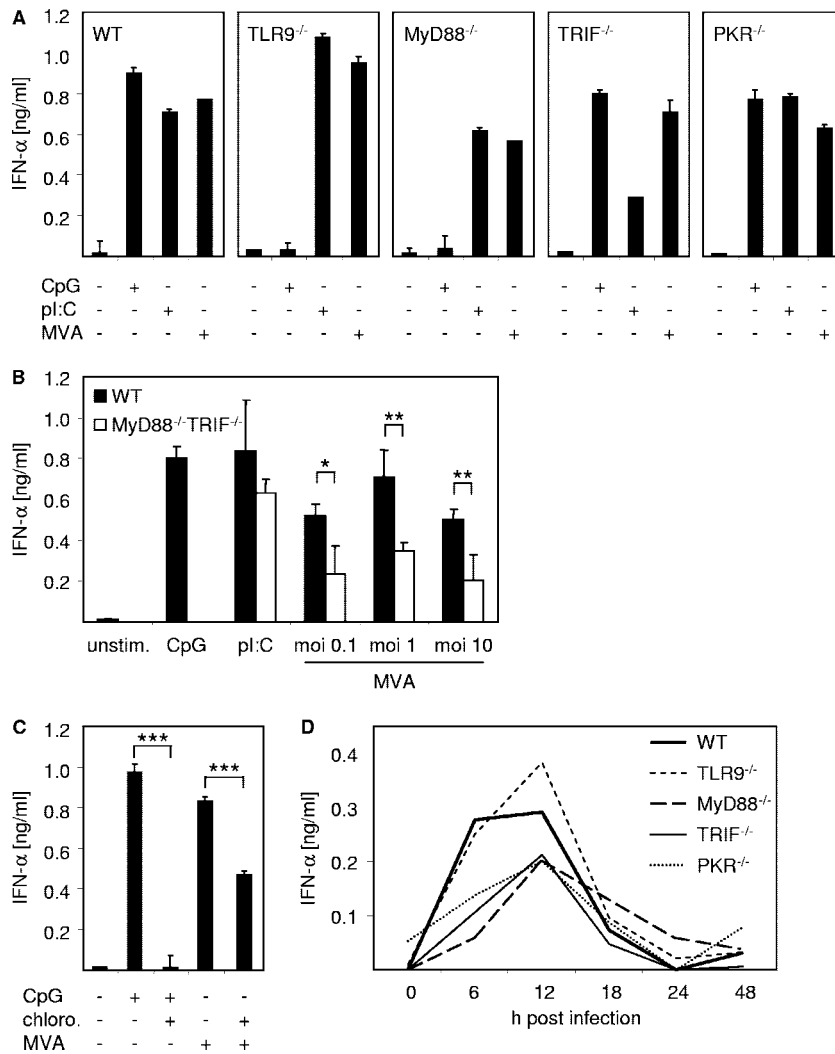 A
IFN-α [ng/ml]
1.2
1.0
0.8
0.6
0.4
0.2
WT
TLR9-/-
MyD88-/-
TRIF-/-
PKR-/-
CpG - + - - - + - - - + - - - + - - - + - -
pI:C - - + - - - + - - - + - - - + - - - + -
MVA - - - + - - - + - - - + - - - + - - - +
B
IFN-α [ng/ml]
1.2
1.0
0.8
0.6
0.4
0.2
WT
MyD88-/-TRIF-/-
*
**
**
unstim. CpG pI:C moi 0.1 moi 1 moi 10
MVA
C
IFN-α [ng/ml]
1.2
1.0
0.8
0.6
0.4
0.2
***
***
CpG - + + - -
chloro. - - + - +
MVA - - - + +
D
IFN-α [ng/ml]
0.4
0.3
0.2
0.1
WT
TLR9-/-
MyD88-/-
TRIF-/-
PKR-/-
0 6 12 18 24 48
h post infection